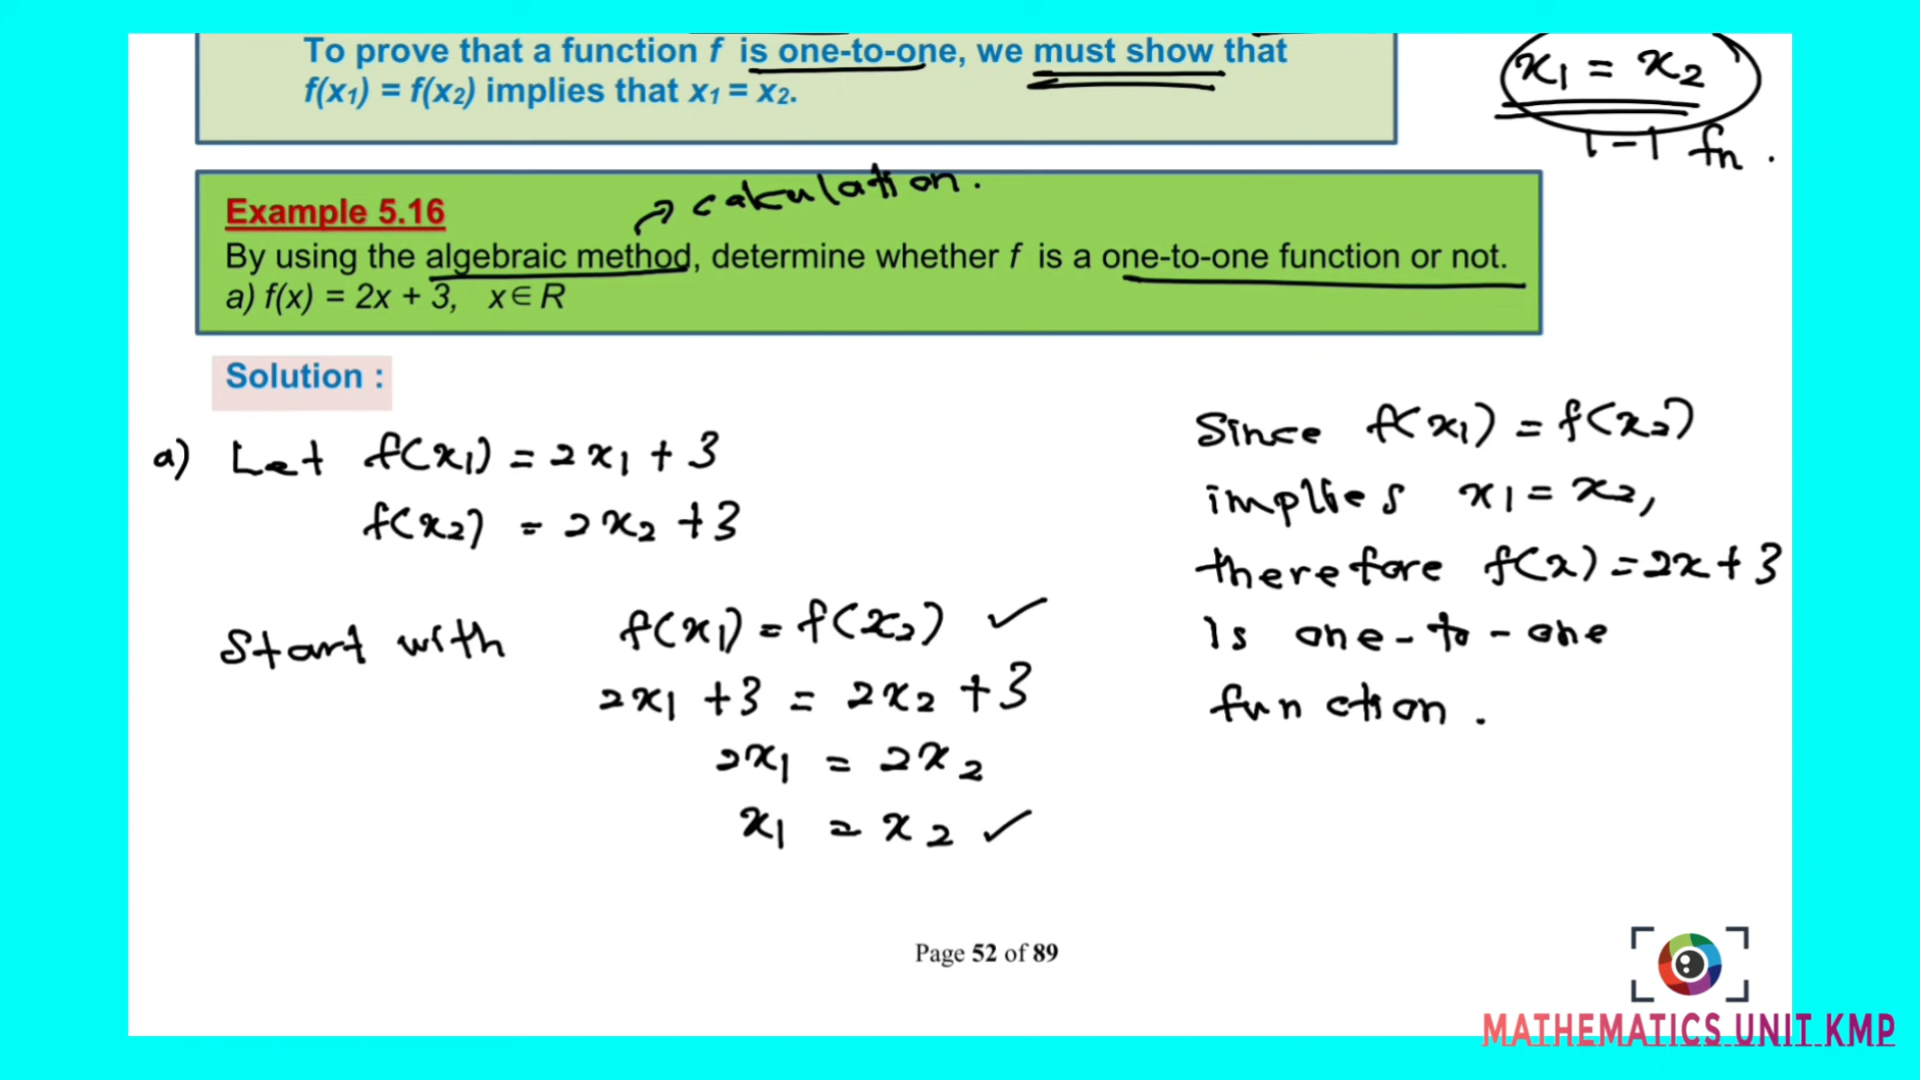 To prove that a function f is one-to-one, we must show that
f(x₁) = f(x₂) implies that x₁ = x₂.
x₁ = x₂
1-1 fn.
Example 5.16
→ calculation.
By using the algebraic method, determine whether f is a one-to-one function or not.
a) f(x) = 2x + 3, x∈R
Solution :
a) Let f(x₁) = 2x₁ + 3
f(x₂) = 2x₂ + 3
Start with f(x₁) = f(x₂) ✓
2x₁ + 3 = 2x₂ + 3
2x₁ = 2x₂
x₁ = x₂ ✓
Since f(x₁) = f(x₂)
implies x₁ = x₂,
therefore f(x) = 2x + 3
is one-to-one
function.
Page 52 of 89
MATHEMATICS UNIT KMP